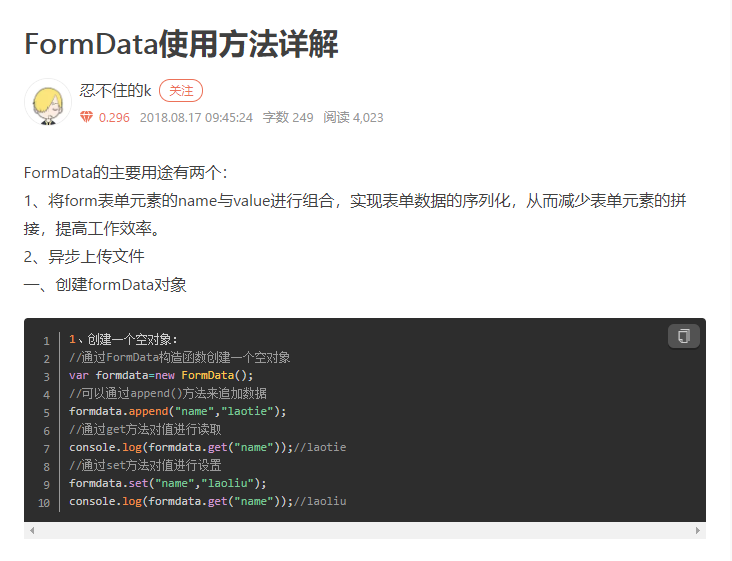 FormData使用方法详解
忍不住的k 关注
0.296 2018.08.17 09:45:24 字数 249 阅读 4,023
FormData的主要用途有两个：
1、将form表单元素的name与value进行组合，实现表单数据的序列化，从而减少表单元素的拼
接，提高工作效率。
2、异步上传文件
一、创建formData对象
1 1、创建一个空对象：
2 //通过FormData构造函数创建一个空对象
3 var formdata=new FormData();
4 //可以通过append()方法来追加数据
5 formdata.append("name","laotie");
6 //通过get方法对值进行读取
7 console.log(formdata.get("name"));//laotie
8 //通过set方法对值进行设置
9 formdata.set("name","laoliu");
10 console.log(formdata.get("name"));//laoliu